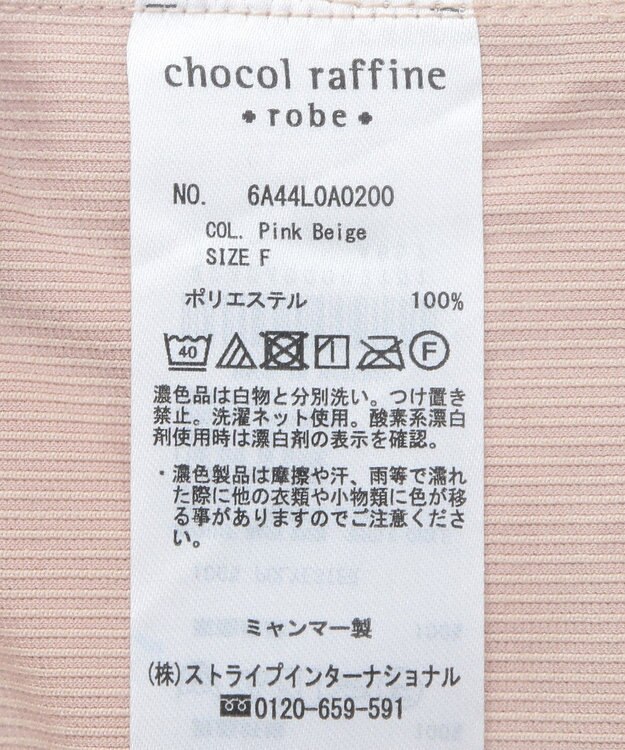 chocol raffine
robe
NO. 6A44L0A0200
COL. Pink Beige
SIZE F
ポリエステル 100%
40 F
濃色品は白物と分別洗い。つけ置き
禁止。洗濯ネット使用。酸素系漂白
剤使用時は漂白剤の表示を確認。
・濃色製品は摩擦や汗、雨等で濡れ
た際に他の衣類や小物類に色が移
る事がありますのでご注意くださ
い。
ミャンマー製
(株)ストライプインターナショナル
0120-659-591